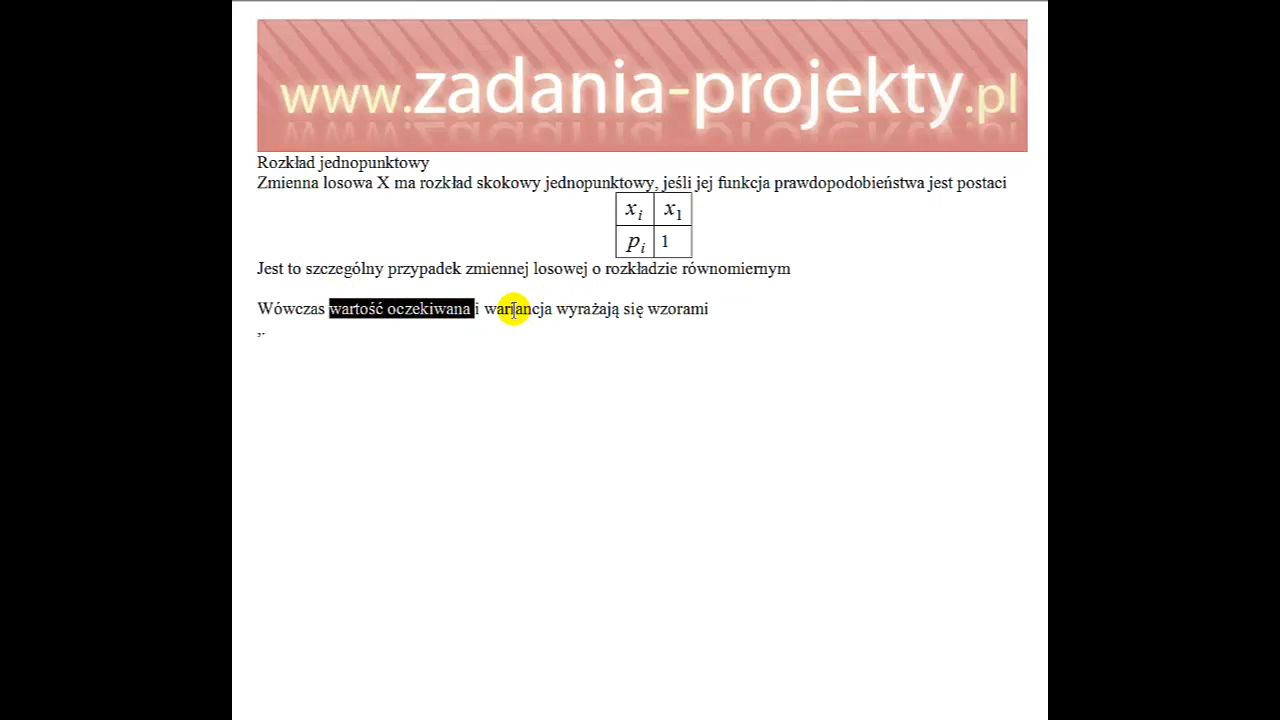 www.zadania-projekty.pl
Rozkład jednopunktowy
Zmienna losowa X ma rozkład skokowy jednopunktowy, jeśli jej funkcja prawdopodobieństwa jest postaci
xᵢ x₁
pᵢ 1
Jest to szczególny przypadek zmiennej losowej o rozkładzie równomiernym
Wówczas wartość oczekiwana i wariancja wyrażają się wzorami
,.